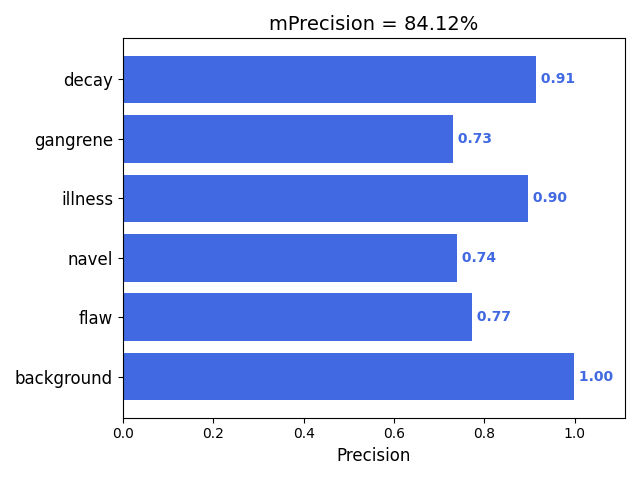 mPrecision = 84.12%
decay 0.91
gangrene 0.73
illness 0.90
navel 0.74
flaw 0.77
background 1.00
0.0 0.2 0.4 0.6 0.8 1.0
Precision